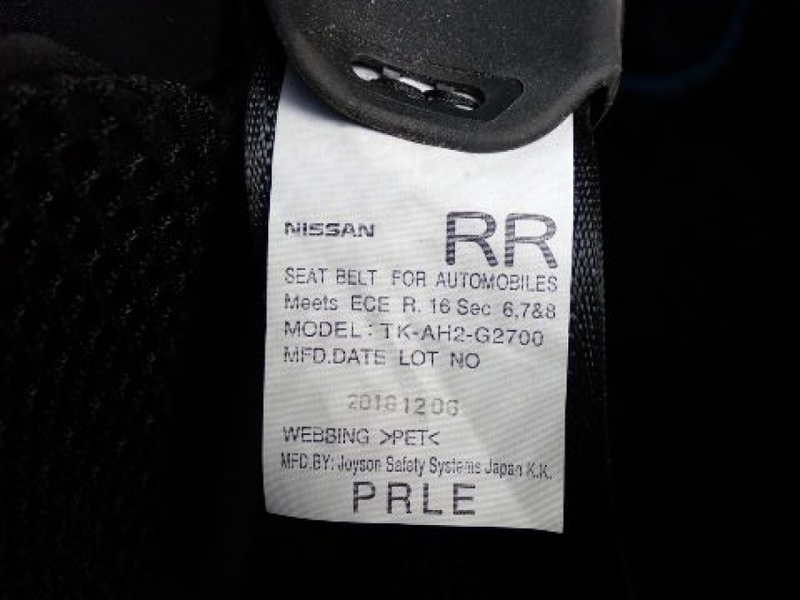 NISSAN RR
SEAT BELT FOR AUTOMOBILES
Meets ECE R. 16 Sec 6,7&8
MODEL: TK-AH2-G2700
MFD.DATE LOT NO
20181206
WEBBING >PET<
MFD.BY: Joyson Safety Systems Japan K.K.
PRLE